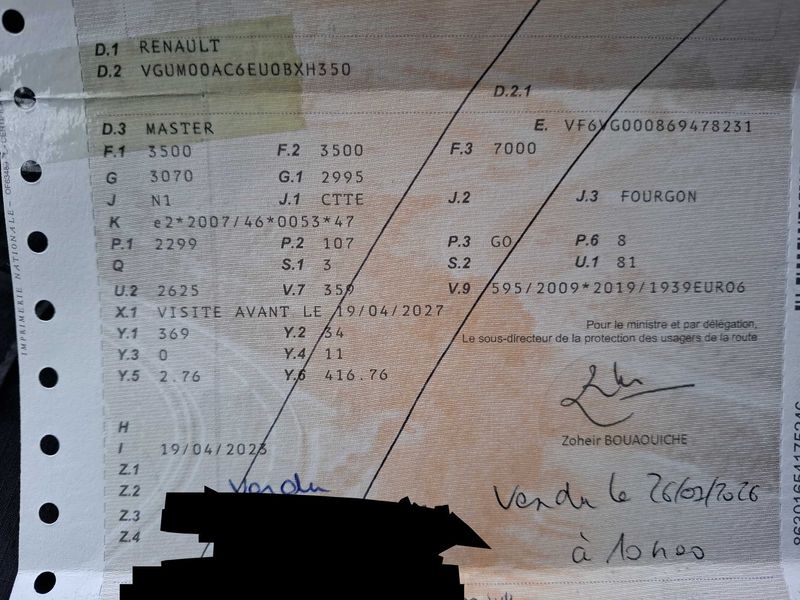 D.1 RENAULT
D.2 VGUM00AC6EU0BXH350
D.2.1
D.3 MASTER E. VF6VG000869478231
F.1 3500 F.2 3500 F.3 7000
G 3070 G.1 2995
J N1 J.1 CTTE J.2 J.3 FOURGON
K e2*2007/46*0053*47
P.1 2299 P.2 107 P.3 GO P.6 8
Q S.1 3 S.2 U.1 81
U.2 2625 V.7 359 V.9 595/2009*2019/1939EURO6
X.1 VISITE AVANT LE 19/04/2027
Y.1 369 Y.2 34
Y.3 0 Y.4 11
Y.5 2.76 Y.6 416.76
Pour le ministre et par délégation,
Le sous-directeur de la protection des usagers de la route
Zoheir BOUAOUICHE
H
I 19/04/2023
Z.1
Z.2 Vendu
Z.3
Z.4
Vendu le
à 10h00
IMPRIMERIE NATIONALE